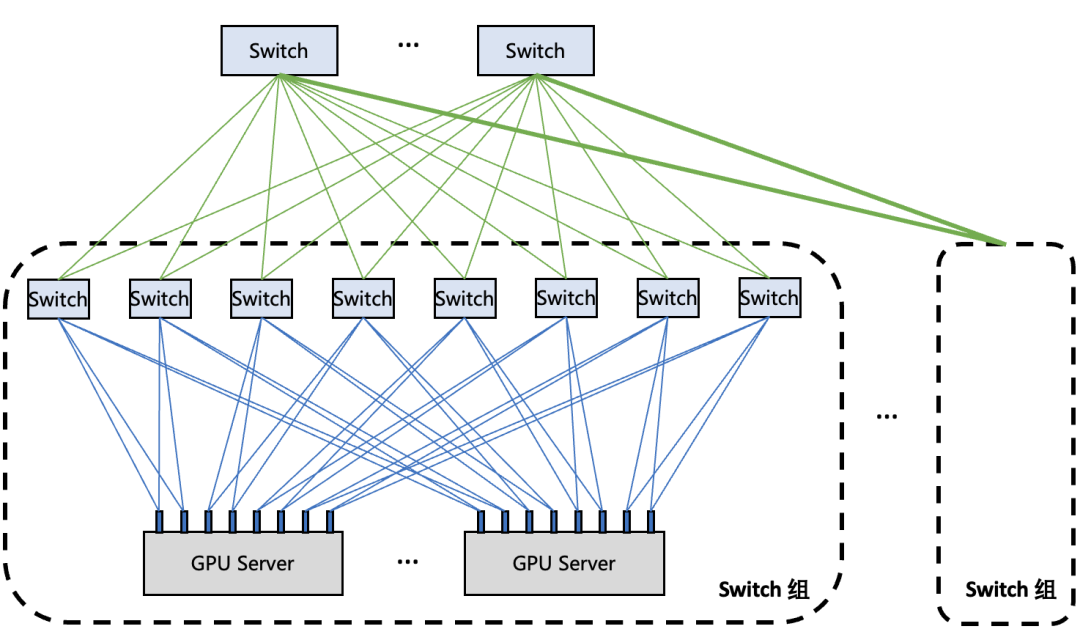 Switch ... Switch
Switch Switch Switch Switch Switch Switch Switch Switch
...
GPU Server ... GPU Server
Switch 组 Switch 组